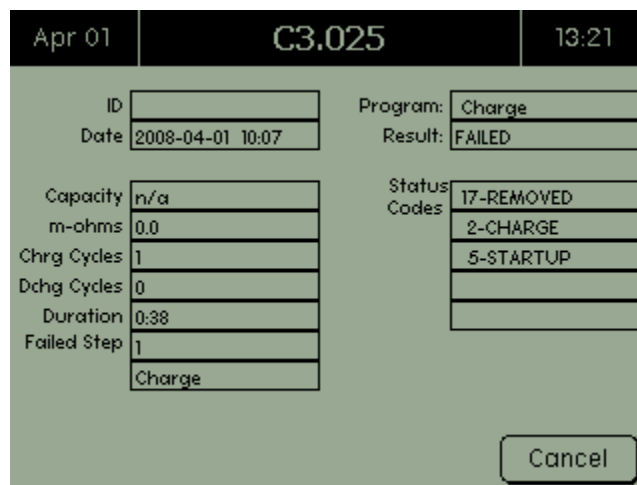 Apr 01 C3.025 13:21
ID Program: Charge
Date 2008-04-01 10:07 Result: FAILED
Capacity n/a Status Codes 17-REMOVED
m-ohms 0.0 2-CHARGE
Chrg Cycles 1 5-STARTUP
Dchg Cycles 0
Duration 0:38
Failed Step 1
Charge
Cancel